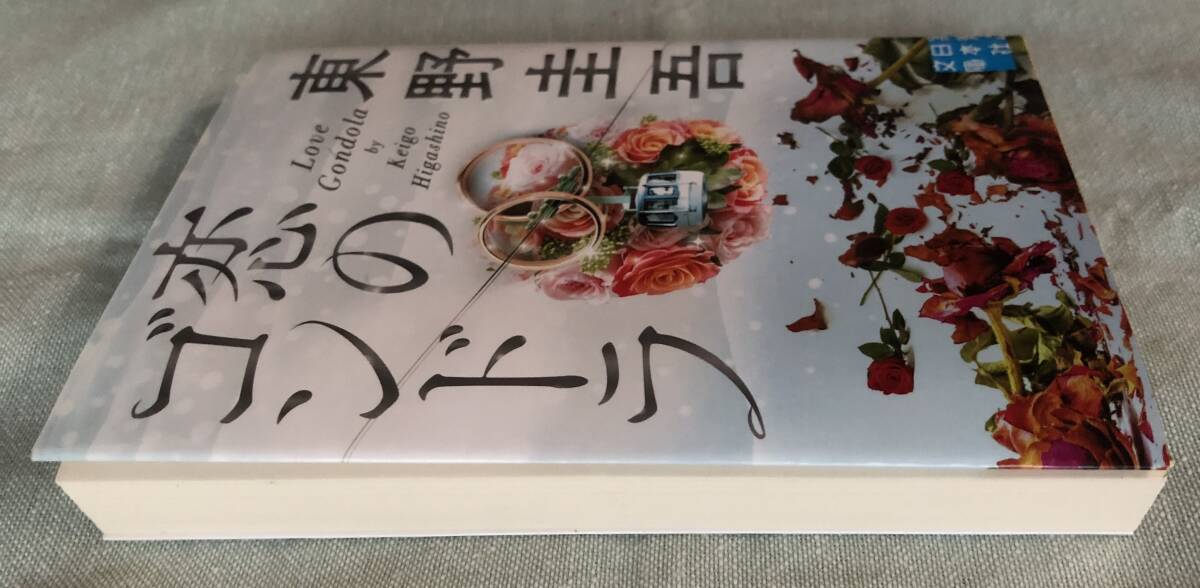 東野圭吾
Love
Gondola
by
Keigo
Higashino
恋の
ゴンドラ
実業之
日本社
文庫